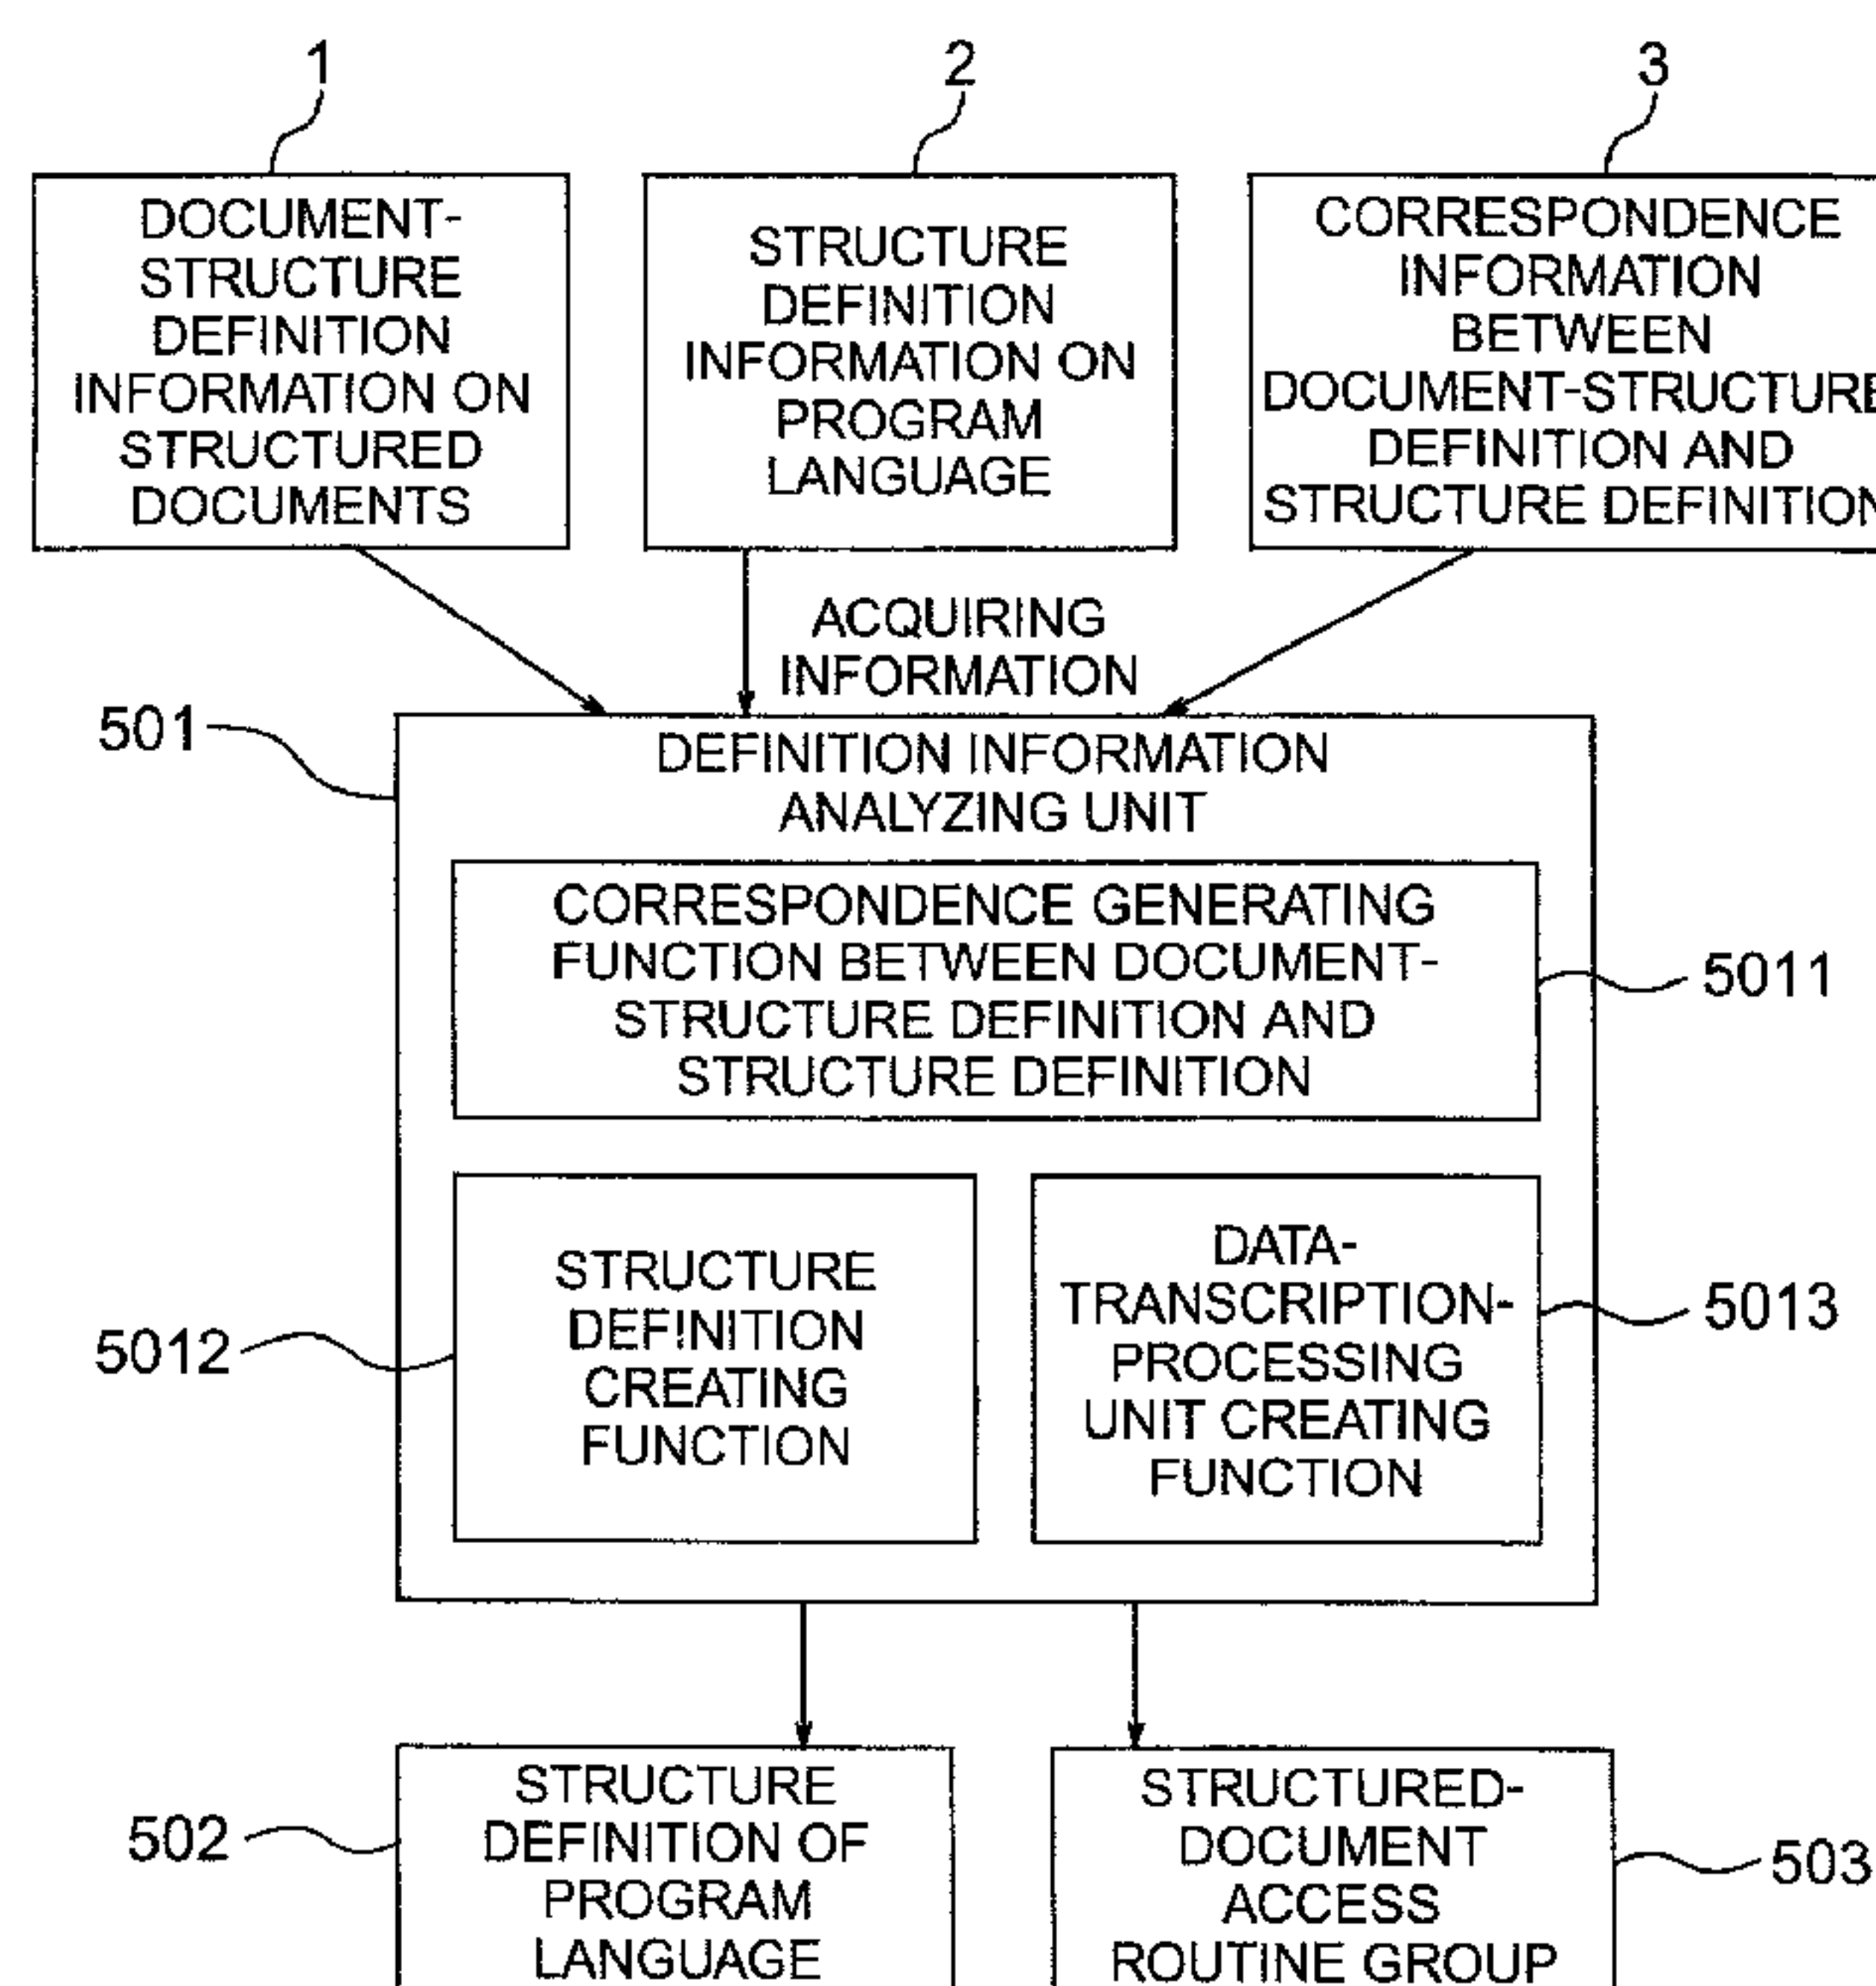 1
2
3
DOCUMENT-
STRUCTURE
DEFINITION
INFORMATION ON
STRUCTURED
DOCUMENTS
STRUCTURE
DEFINITION
INFORMATION ON
PROGRAM
LANGUAGE
CORRESPONDENCE
INFORMATION
BETWEEN
DOCUMENT-STRUCTURE
DEFINITION AND
STRUCTURE DEFINITION
ACQUIRING
INFORMATION
501
DEFINITION INFORMATION
ANALYZING UNIT
CORRESPONDENCE GENERATING
FUNCTION BETWEEN DOCUMENT-
STRUCTURE DEFINITION AND
STRUCTURE DEFINITION
5011
5012
STRUCTURE
DEFINITION
CREATING
FUNCTION
DATA-
TRANSCRIPTION-
PROCESSING
UNIT CREATING
FUNCTION
5013
502
STRUCTURE
DEFINITION OF
PROGRAM
LANGUAGE
STRUCTURED-
DOCUMENT
ACCESS
ROUTINE GROUP
503